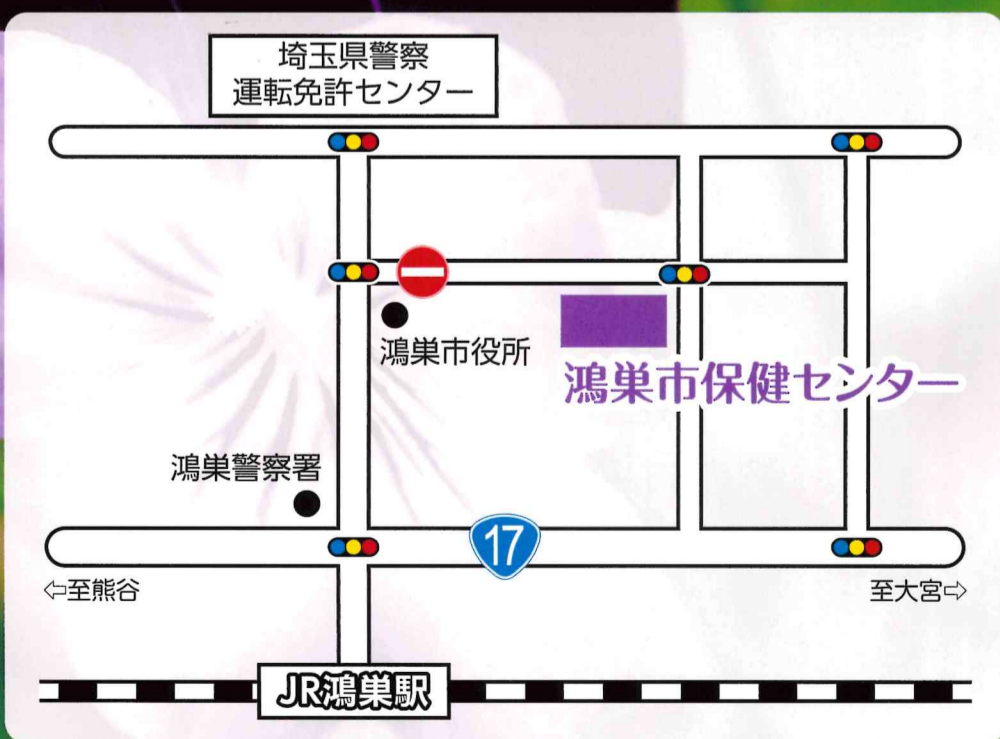 埼玉県警察
運転免許センター
鴻巣市役所
鴻巣市保健センター
鴻巣警察署
17
⇦至熊谷
至大宮⇨
JR鴻巣駅